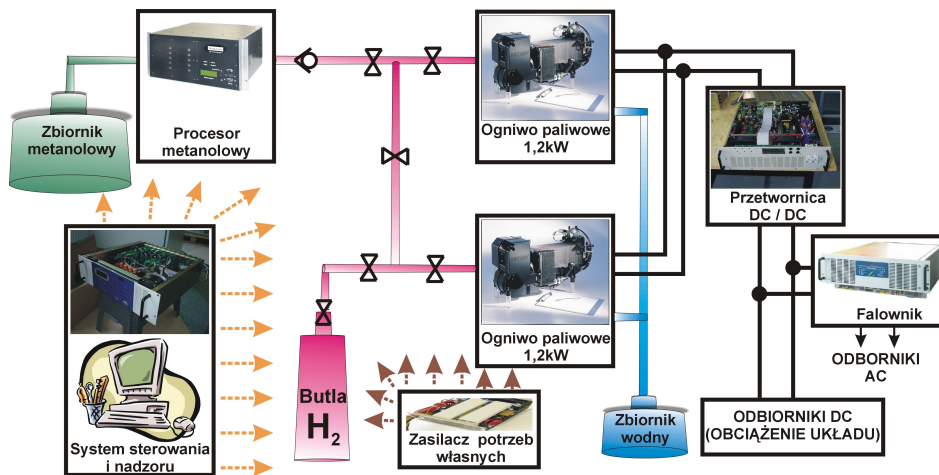 Zbiornik
metanolowy
Procesor
metanolowy
Ogniwo paliwowe
1,2kW
Przetwornica
DC / DC
Ogniwo paliwowe
1,2kW
Falownik
ODBORNIKI
AC
Butla
H2
System sterowania
i nadzoru
Zasilacz potrzeb
własnych
Zbiornik
wodny
ODBIORNIKI DC
(OBCIĄŻENIE UKŁADU)